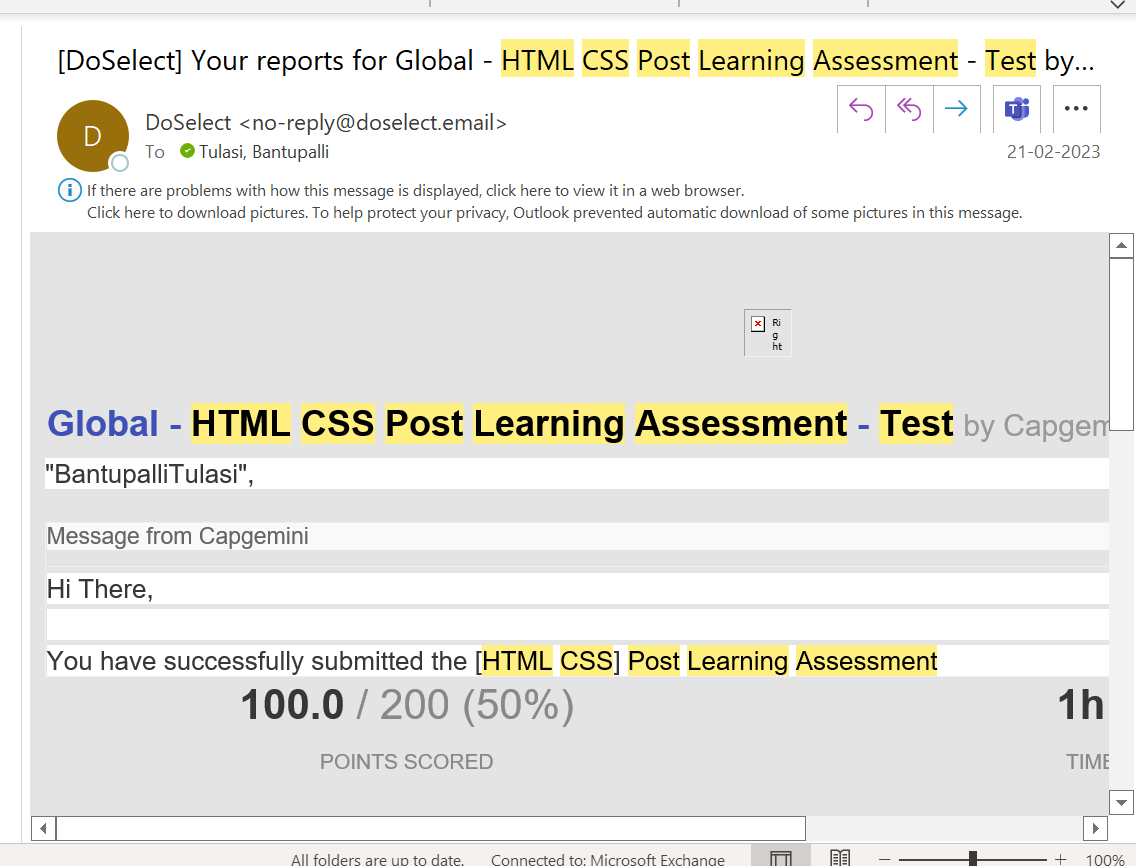 [DoSelect] Your reports for Global - HTML CSS Post Learning Assessment - Test by...
D
DoSelect <no-reply@doselect.email>
To Tulasi, Bantupalli
21-02-2023
If there are problems with how this message is displayed, click here to view it in a web browser.
Click here to download pictures. To help protect your privacy, Outlook prevented automatic download of some pictures in this message.
Ri
g
ht
Global - HTML CSS Post Learning Assessment - Test by Capgem
"BantupalliTulasi",
Message from Capgemini
Hi There,
You have successfully submitted the [HTML CSS] Post Learning Assessment
100.0 / 200 (50%) 1h
POINTS SCORED TIME
All folders are up to date. Connected to: Microsoft Exchange 100%